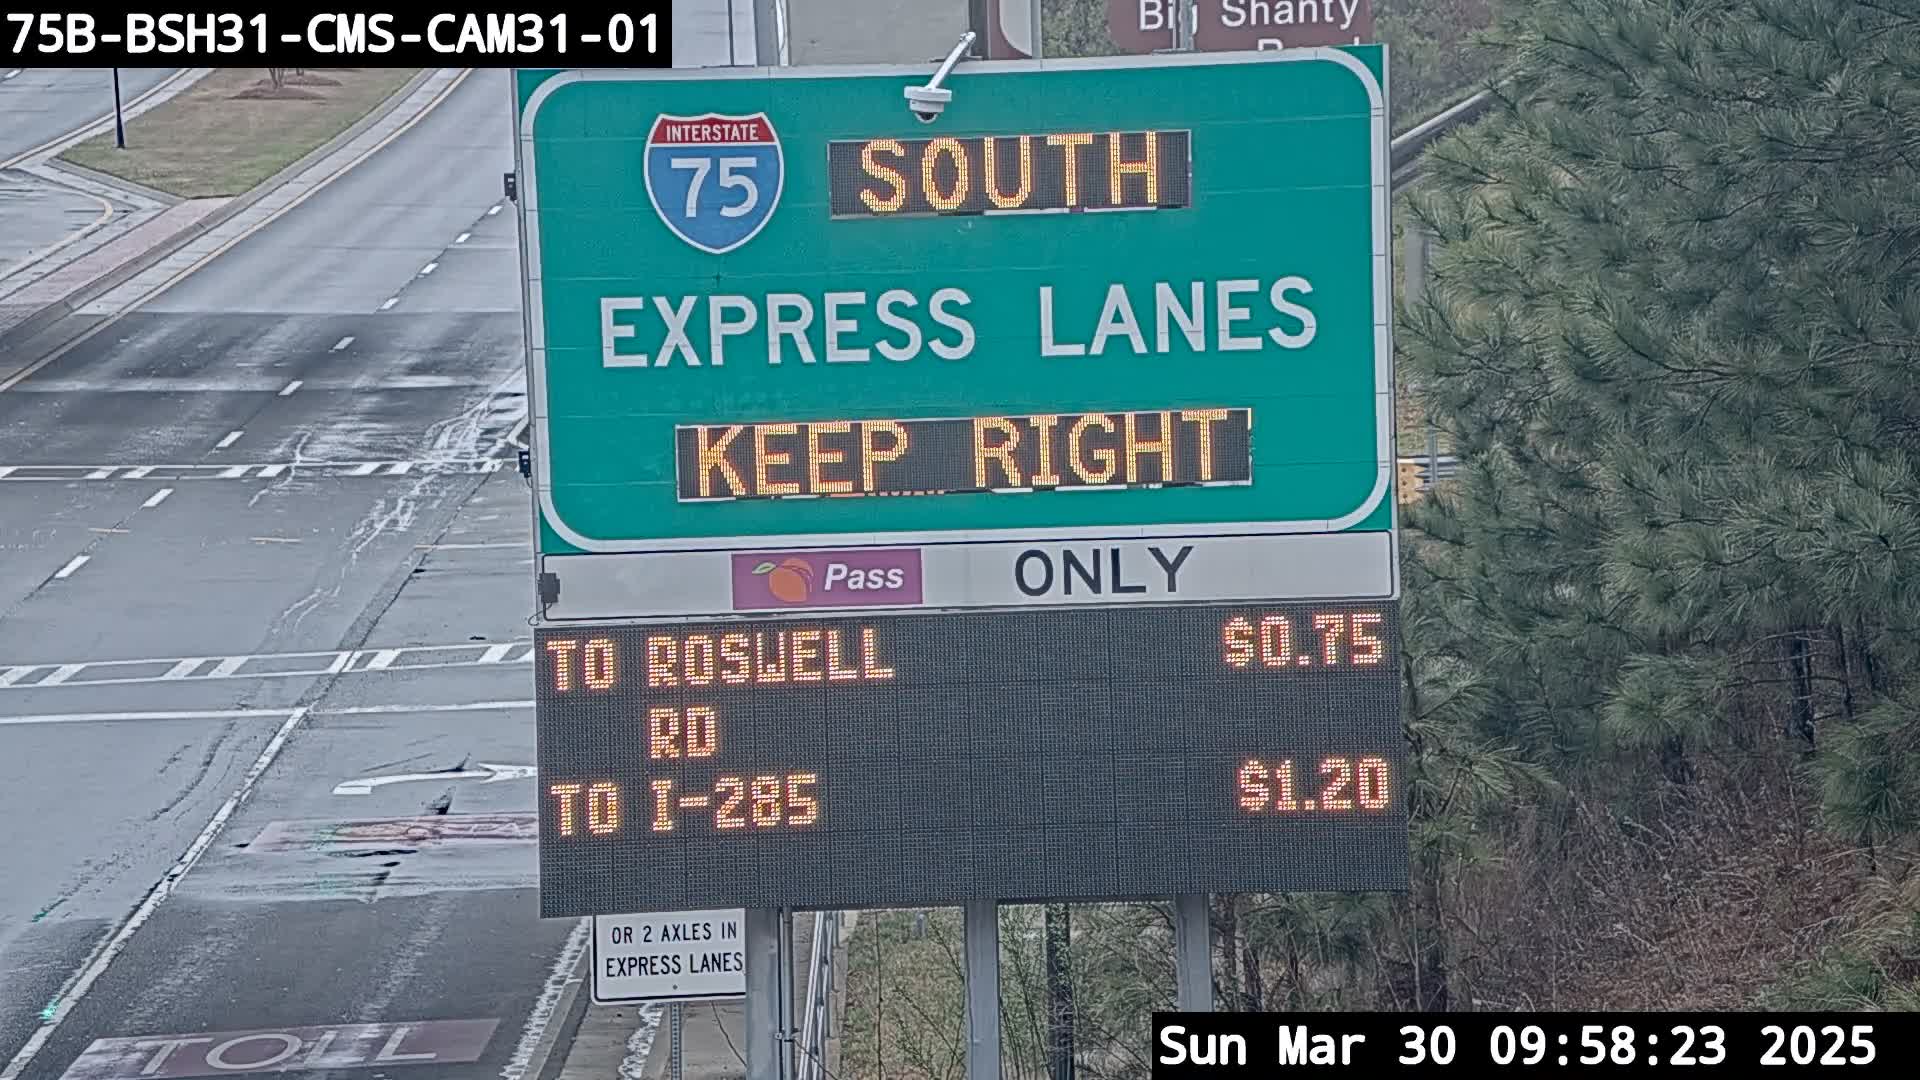 75B-BSH31-CMS-CAM31-01
Big Shanty
INTERSTATE
75
SOUTH
EXPRESS LANES
KEEP RIGHT
Pass
ONLY
TO ROSWELL $0.75
RD
TO I-285 $1.20
OR 2 AXLES IN
EXPRESS LANES
TOLL
Sun Mar 30 09:58:23 2025